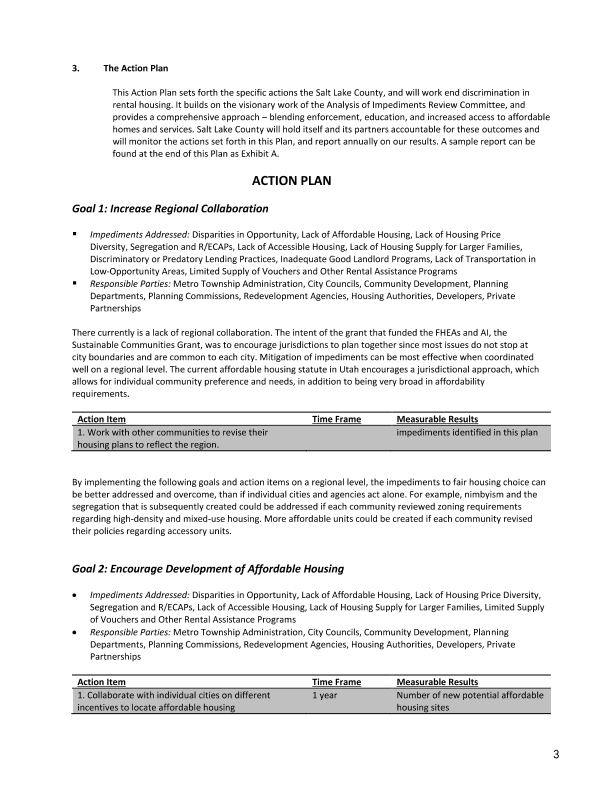 3. The Action Plan
This Action Plan sets forth the specific actions the Salt Lake County, and will work end discrimination in
rental housing. It builds on the visionary work of the Analysis of Impediments Review Committee, and
provides a comprehensive approach – blending enforcement, education, and increased access to affordable
homes and services. Salt Lake County will hold itself and its partners accountable for these outcomes and
will monitor the actions set forth in this Plan, and report annually on our results. A sample report can be
found at the end of this Plan as Exhibit A.
ACTION PLAN
Goal 1: Increase Regional Collaboration
▪ Impediments Addressed: Disparities in Opportunity, Lack of Affordable Housing, Lack of Housing Price
Diversity, Segregation and R/ECAPs, Lack of Accessible Housing, Lack of Housing Supply for Larger Families,
Discriminatory or Predatory Lending Practices, Inadequate Good Landlord Programs, Lack of Transportation in
Low-Opportunity Areas, Limited Supply of Vouchers and Other Rental Assistance Programs
▪ Responsible Parties: Metro Township Administration, City Councils, Community Development, Planning
Departments, Planning Commissions, Redevelopment Agencies, Housing Authorities, Developers, Private
Partnerships
There currently is a lack of regional collaboration. The intent of the grant that funded the FHEAs and AI, the
Sustainable Communities Grant, was to encourage jurisdictions to plan together since most issues do not stop at
city boundaries and are common to each city. Mitigation of impediments can be most effective when coordinated
well on a regional level. The current affordable housing statute in Utah encourages a jurisdictional approach, which
allows for individual community preference and needs, in addition to being very broad in affordability
requirements.
Action Item Time Frame Measurable Results
1. Work with other communities to revise their impediments identified in this plan
housing plans to reflect the region.
By implementing the following goals and action items on a regional level, the impediments to fair housing choice can
be better addressed and overcome, than if individual cities and agencies act alone. For example, nimbyism and the
segregation that is subsequently created could be addressed if each community reviewed zoning requirements
regarding high-density and mixed-use housing. More affordable units could be created if each community revised
their policies regarding accessory units.
Goal 2: Encourage Development of Affordable Housing
• Impediments Addressed: Disparities in Opportunity, Lack of Affordable Housing, Lack of Housing Price Diversity,
Segregation and R/ECAPs, Lack of Accessible Housing, Lack of Housing Supply for Larger Families, Limited Supply
of Vouchers and Other Rental Assistance Programs
• Responsible Parties: Metro Township Administration, City Councils, Community Development, Planning
Departments, Planning Commissions, Redevelopment Agencies, Housing Authorities, Developers, Private
Partnerships
Action Item Time Frame Measurable Results
1. Collaborate with individual cities on different 1 year Number of new potential affordable
incentives to locate affordable housing housing sites
3